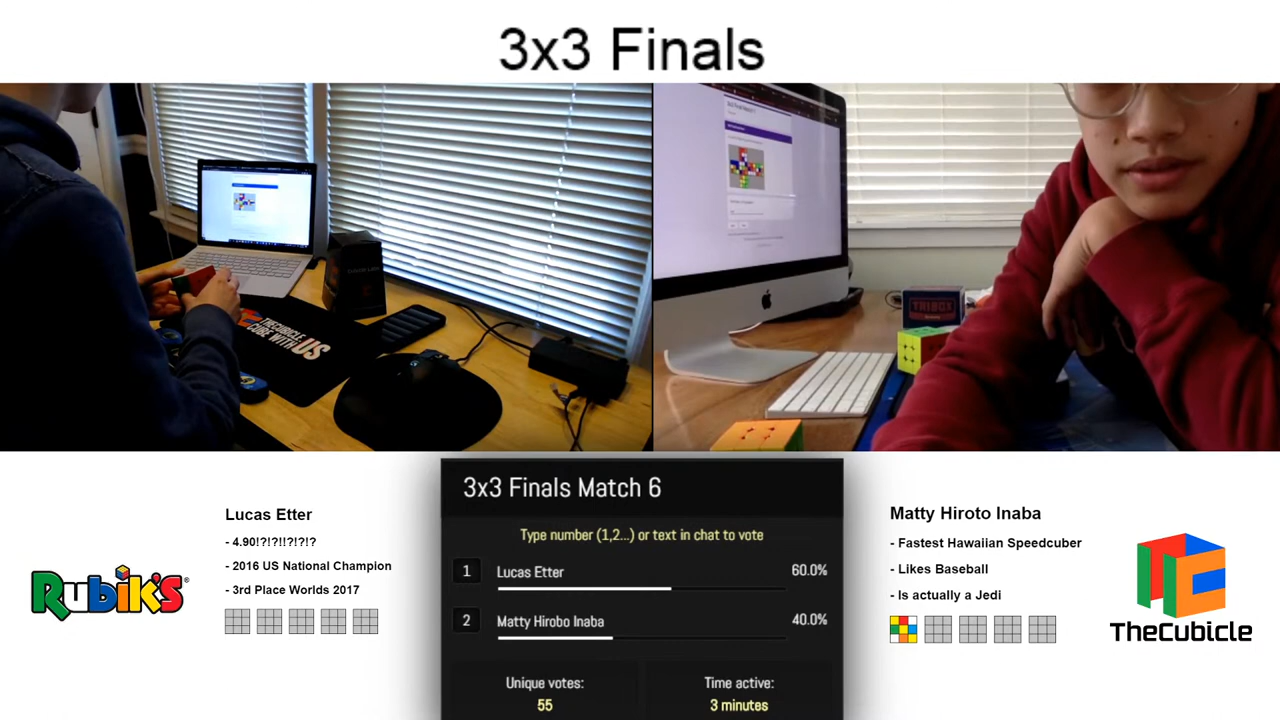 3x3 Finals
TRIBOX
THECUBICLE
CUBE WITH US
3x3 Finals Match 6
Type number (1,2...) or text in chat to vote
1 Lucas Etter 60.0%
2 Matty Hirobo Inaba 40.0%
Unique votes: Time active:
55 3 minutes
Lucas Etter
- 4.90!?!?!!?!?!?
- 2016 US National Champion
- 3rd Place Worlds 2017
RUBIK'S®
Matty Hiroto Inaba
- Fastest Hawaiian Speedcuber
- Likes Baseball
- Is actually a Jedi
TheCubicle